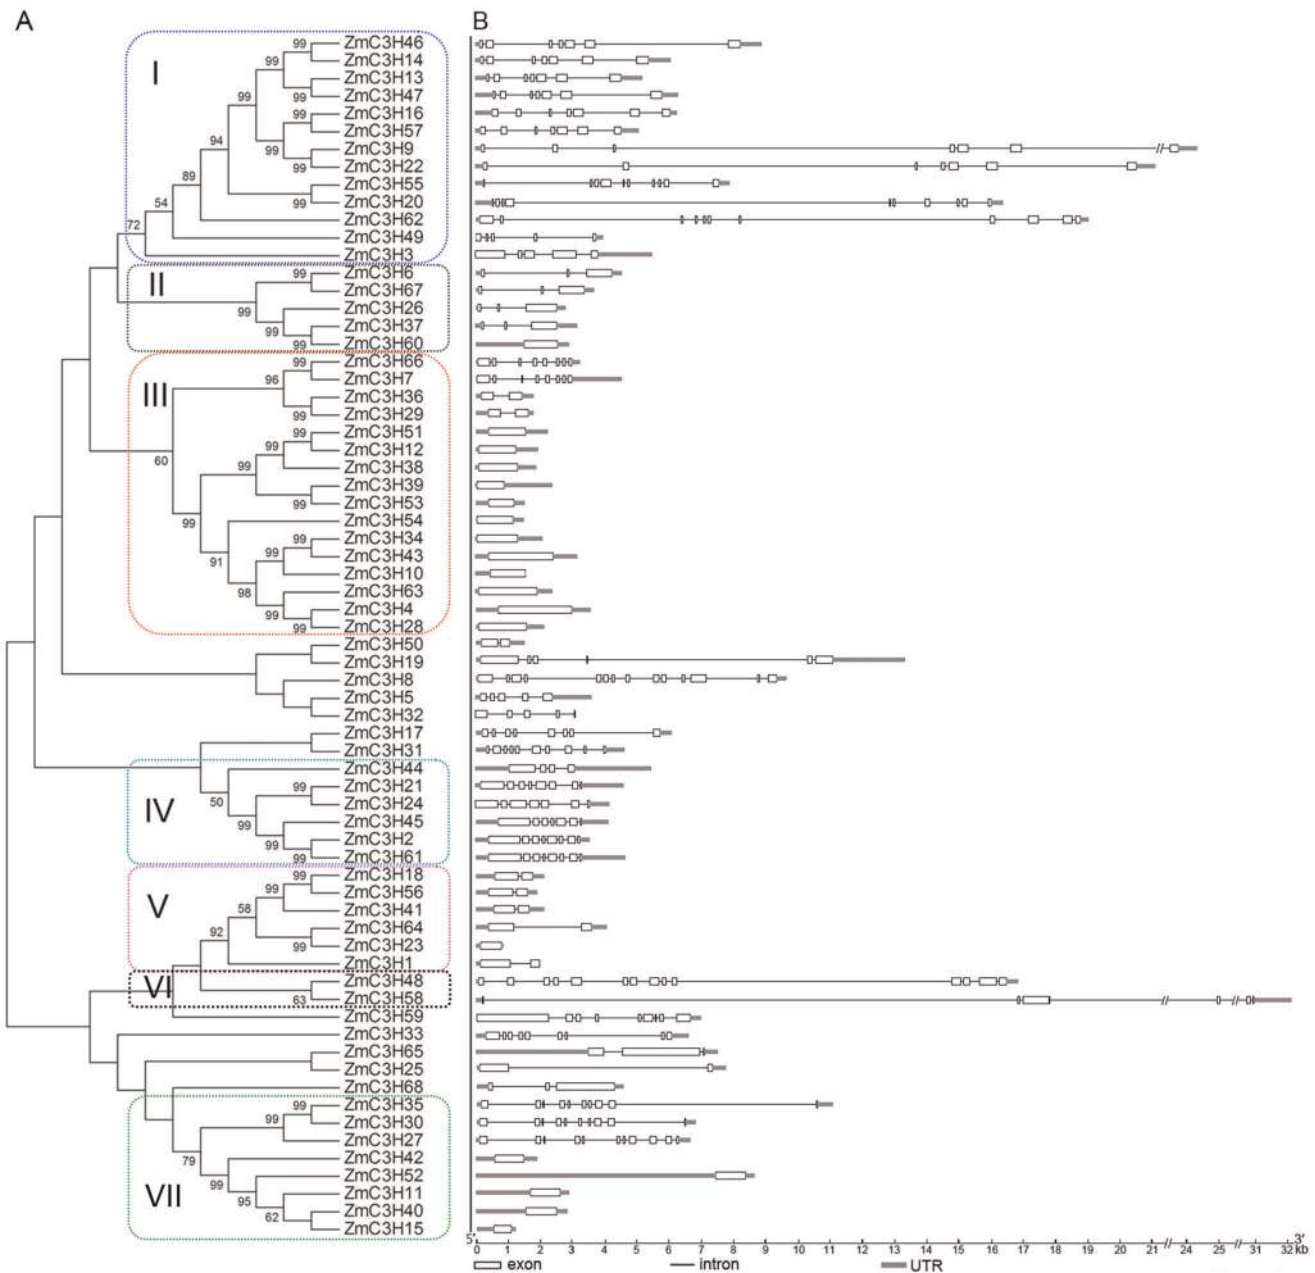 A B
99 ZmC3H46
99 ZmC3H14
I ZmC3H13
99 99 ZmC3H47
99 ZmC3H16
94 99 ZmC3H57
99 ZmC3H9
89 ZmC3H22
54 99 ZmC3H55
ZmC3H20
72 ZmC3H62
ZmC3H49
ZmC3H3
II 99 ZmC3H6
ZmC3H67
99 ZmC3H26
99 ZmC3H37
99 ZmC3H60
99 ZmC3H66
III 96 ZmC3H7
ZmC3H36
99 ZmC3H29
99 ZmC3H51
99 ZmC3H12
60 99 ZmC3H38
ZmC3H39
99 ZmC3H53
99 ZmC3H54
99 ZmC3H34
91 99 ZmC3H43
ZmC3H10
98 ZmC3H63
99 ZmC3H4
99 ZmC3H28
ZmC3H50
ZmC3H19
ZmC3H8
ZmC3H5
ZmC3H32
ZmC3H17
ZmC3H31
ZmC3H44
50 99 ZmC3H21
IV ZmC3H24
99 ZmC3H45
99 ZmC3H2
99 ZmC3H61
99 ZmC3H18
V 99 ZmC3H56
58 ZmC3H41
92 ZmC3H64
99 ZmC3H23
ZmC3H1
VI ZmC3H48
63 ZmC3H58
ZmC3H59
ZmC3H33
ZmC3H65
ZmC3H25
ZmC3H68
99 ZmC3H35
99 ZmC3H30
ZmC3H27
79 ZmC3H42
99 ZmC3H52
VII 95 ZmC3H11
62 ZmC3H40
ZmC3H15
5' 3'
0 1 2 3 4 5 6 7 8 9 10 11 12 13 14 15 16 17 18 19 20 21 24 25 31 32 kb
exon intron UTR